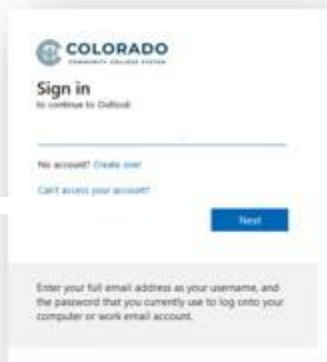 COLORADO
COMMUNITY COLLEGE SYSTEM
Sign in
to continue to Outlook
No account? Create one!
Can't access your account?
Next
Enter your full email address as your username, and
the password that you currently use to log onto your
computer or work email account.